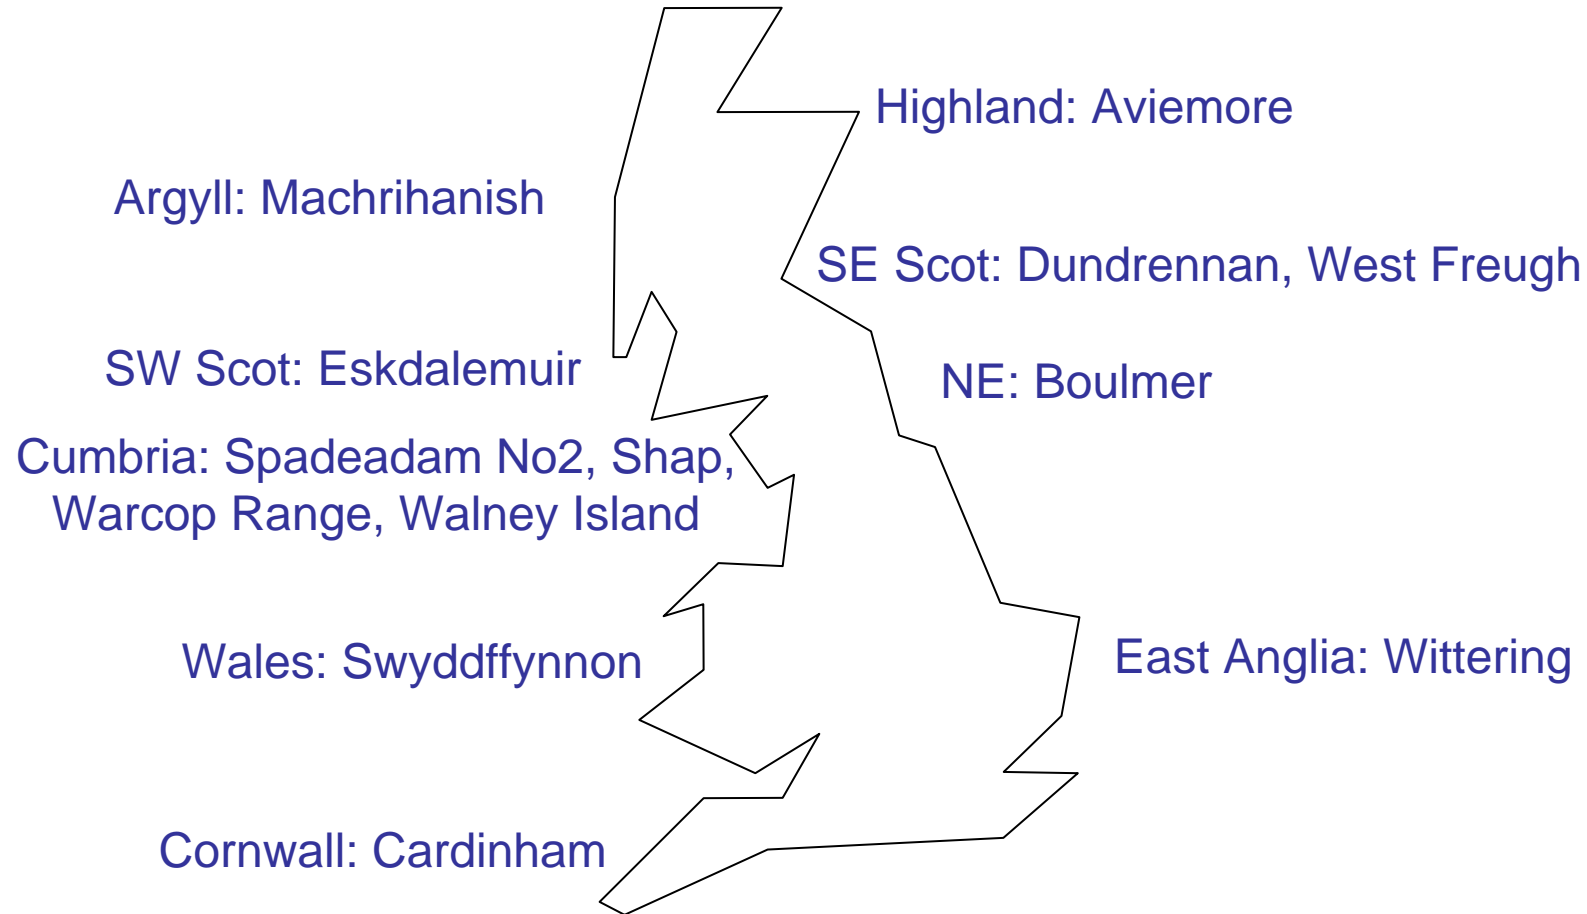 Highland: Aviemore
Argyll: Machrihanish
SE Scot: Dundrennan, West Freugh
SW Scot: Eskdalemuir
NE: Boulmer
Cumbria: Spadeadam No2, Shap,
Warcop Range, Walney Island
Wales: Swyddffynnon
East Anglia: Wittering
Cornwall: Cardinham